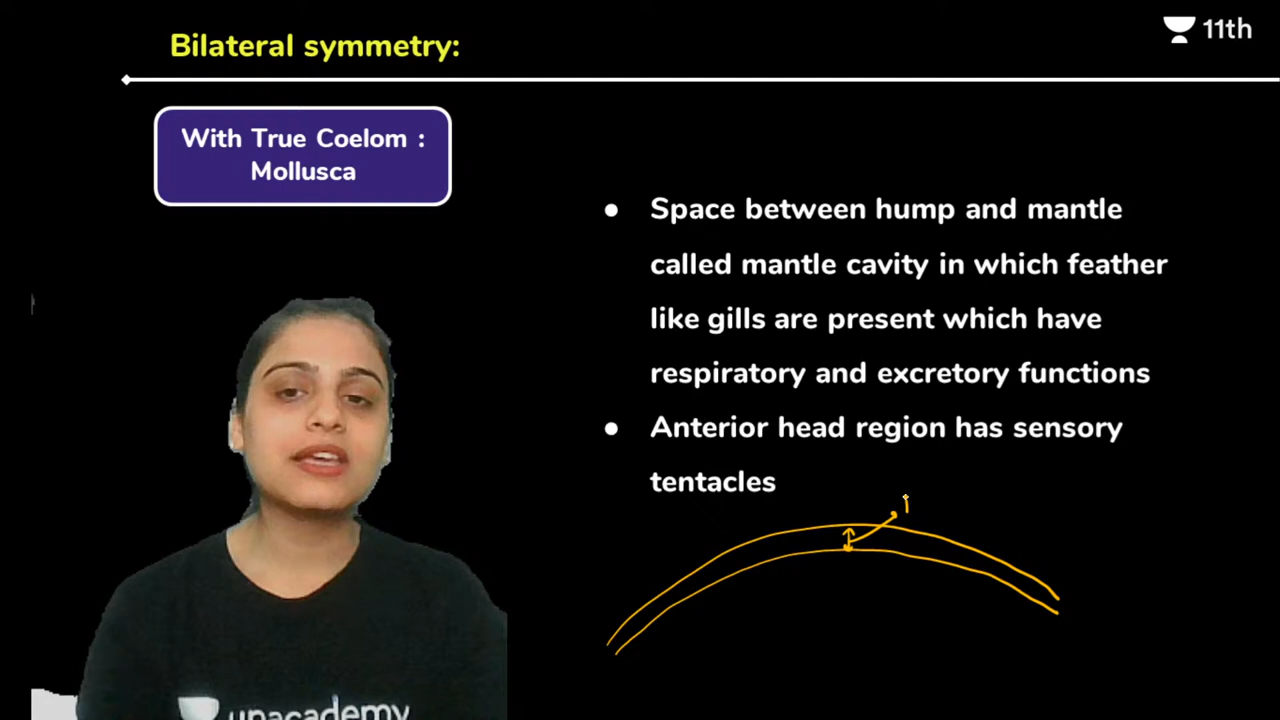 11th
Bilateral symmetry:
With True Coelom :
Mollusca
● Space between hump and mantle
called mantle cavity in which feather
like gills are present which have
respiratory and excretory functions
● Anterior head region has sensory
tentacles
unacademy